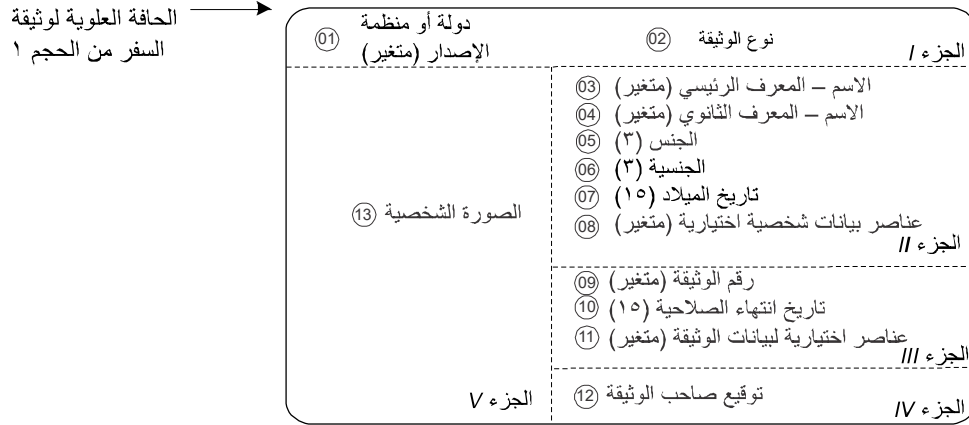 الحافة العلوية لوثيقة
السفر من الحجم ١
الجزء I
نوع الوثيقة 02
دولة أو منظمة
الإصدار (متغير) 01
03 الاسم – المعرف الرئيسي (متغير)
04 الاسم – المعرف الثانوي (متغير)
05 الجنس (٣)
06 الجنسية (٣)
07 تاريخ الميلاد (١٥)
08 عناصر بيانات شخصية اختيارية (متغير)
الجزء II
09 رقم الوثيقة (متغير)
10 تاريخ انتهاء الصلاحية (١٥)
11 عناصر اختيارية لبيانات الوثيقة (متغير)
الجزء III
12 توقيع صاحب الوثيقة
الجزء IV
13 الصورة الشخصية
الجزء V